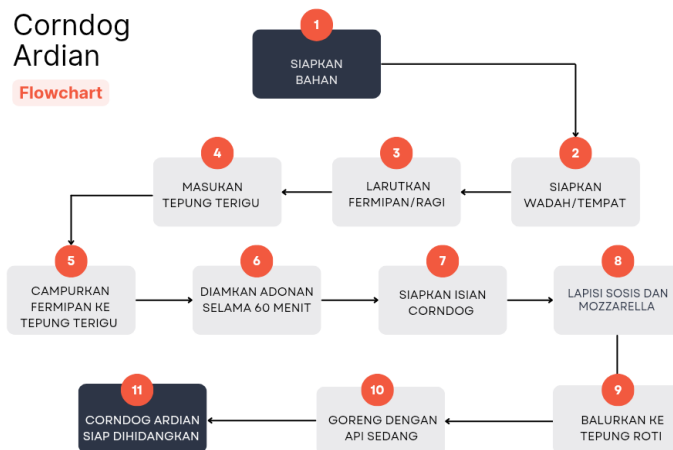 Corndog
Ardian
Flowchart
1
SIAPKAN
BAHAN
2
SIAPKAN
WADAH/TEMPAT
3
LARUTKAN
FERMIPAN/RAGI
4
MASUKAN
TEPUNG TERIGU
5
CAMPURKAN
FERMIPAN KE
TEPUNG TERIGU
6
DIAMKAN ADONAN
SELAMA 60 MENIT
7
SIAPKAN ISIAN
CORNDOG
8
LAPISI SOSIS DAN
MOZZARELLA
9
BALURKAN KE
TEPUNG ROTI
10
GORENG DENGAN
API SEDANG
11
CORNDOG ARDIAN
SIAP DIHIDANGKAN